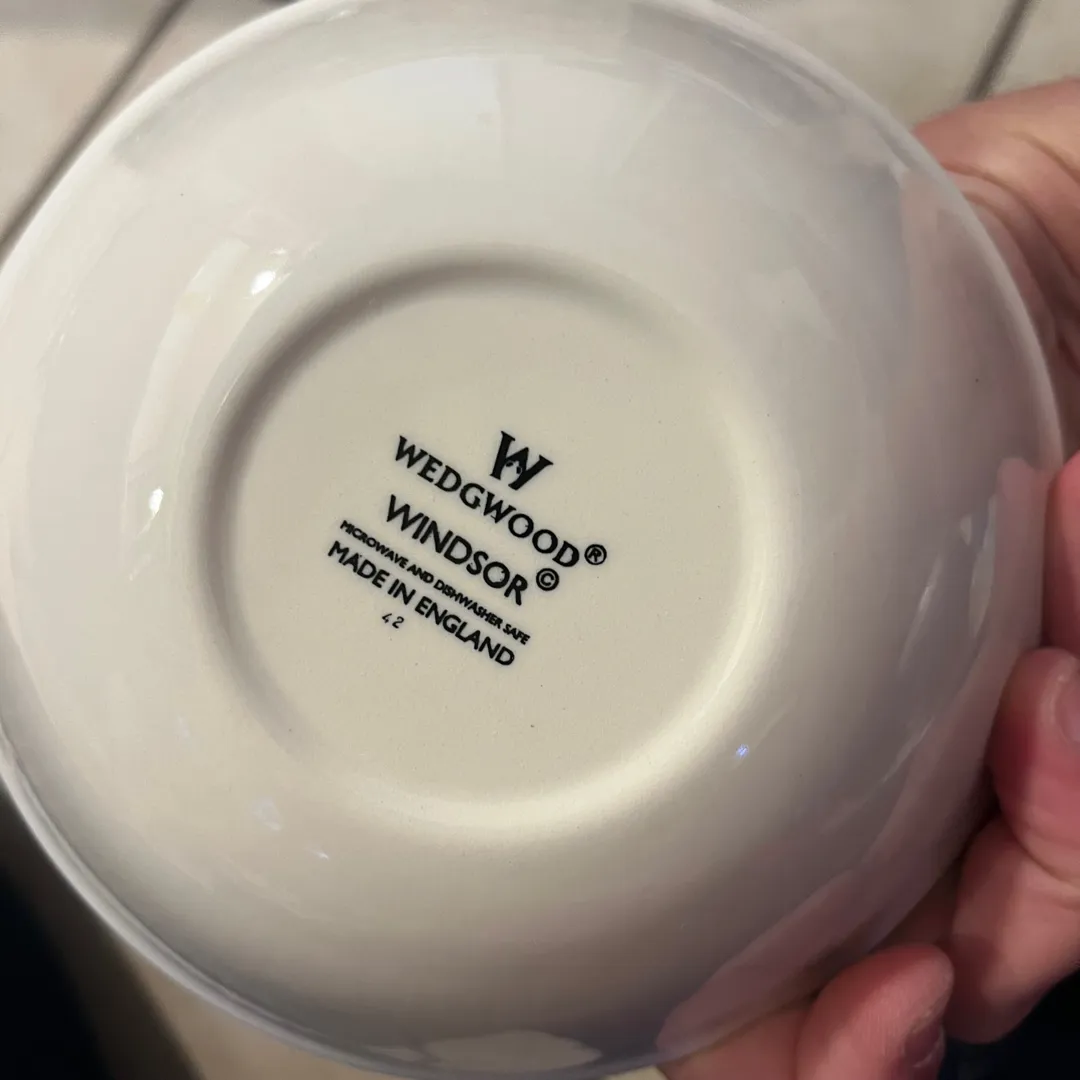 W
WEDGWOOD®
WINDSOR©
MICROWAVE AND DISHWASHER SAFE
MADE IN ENGLAND
42